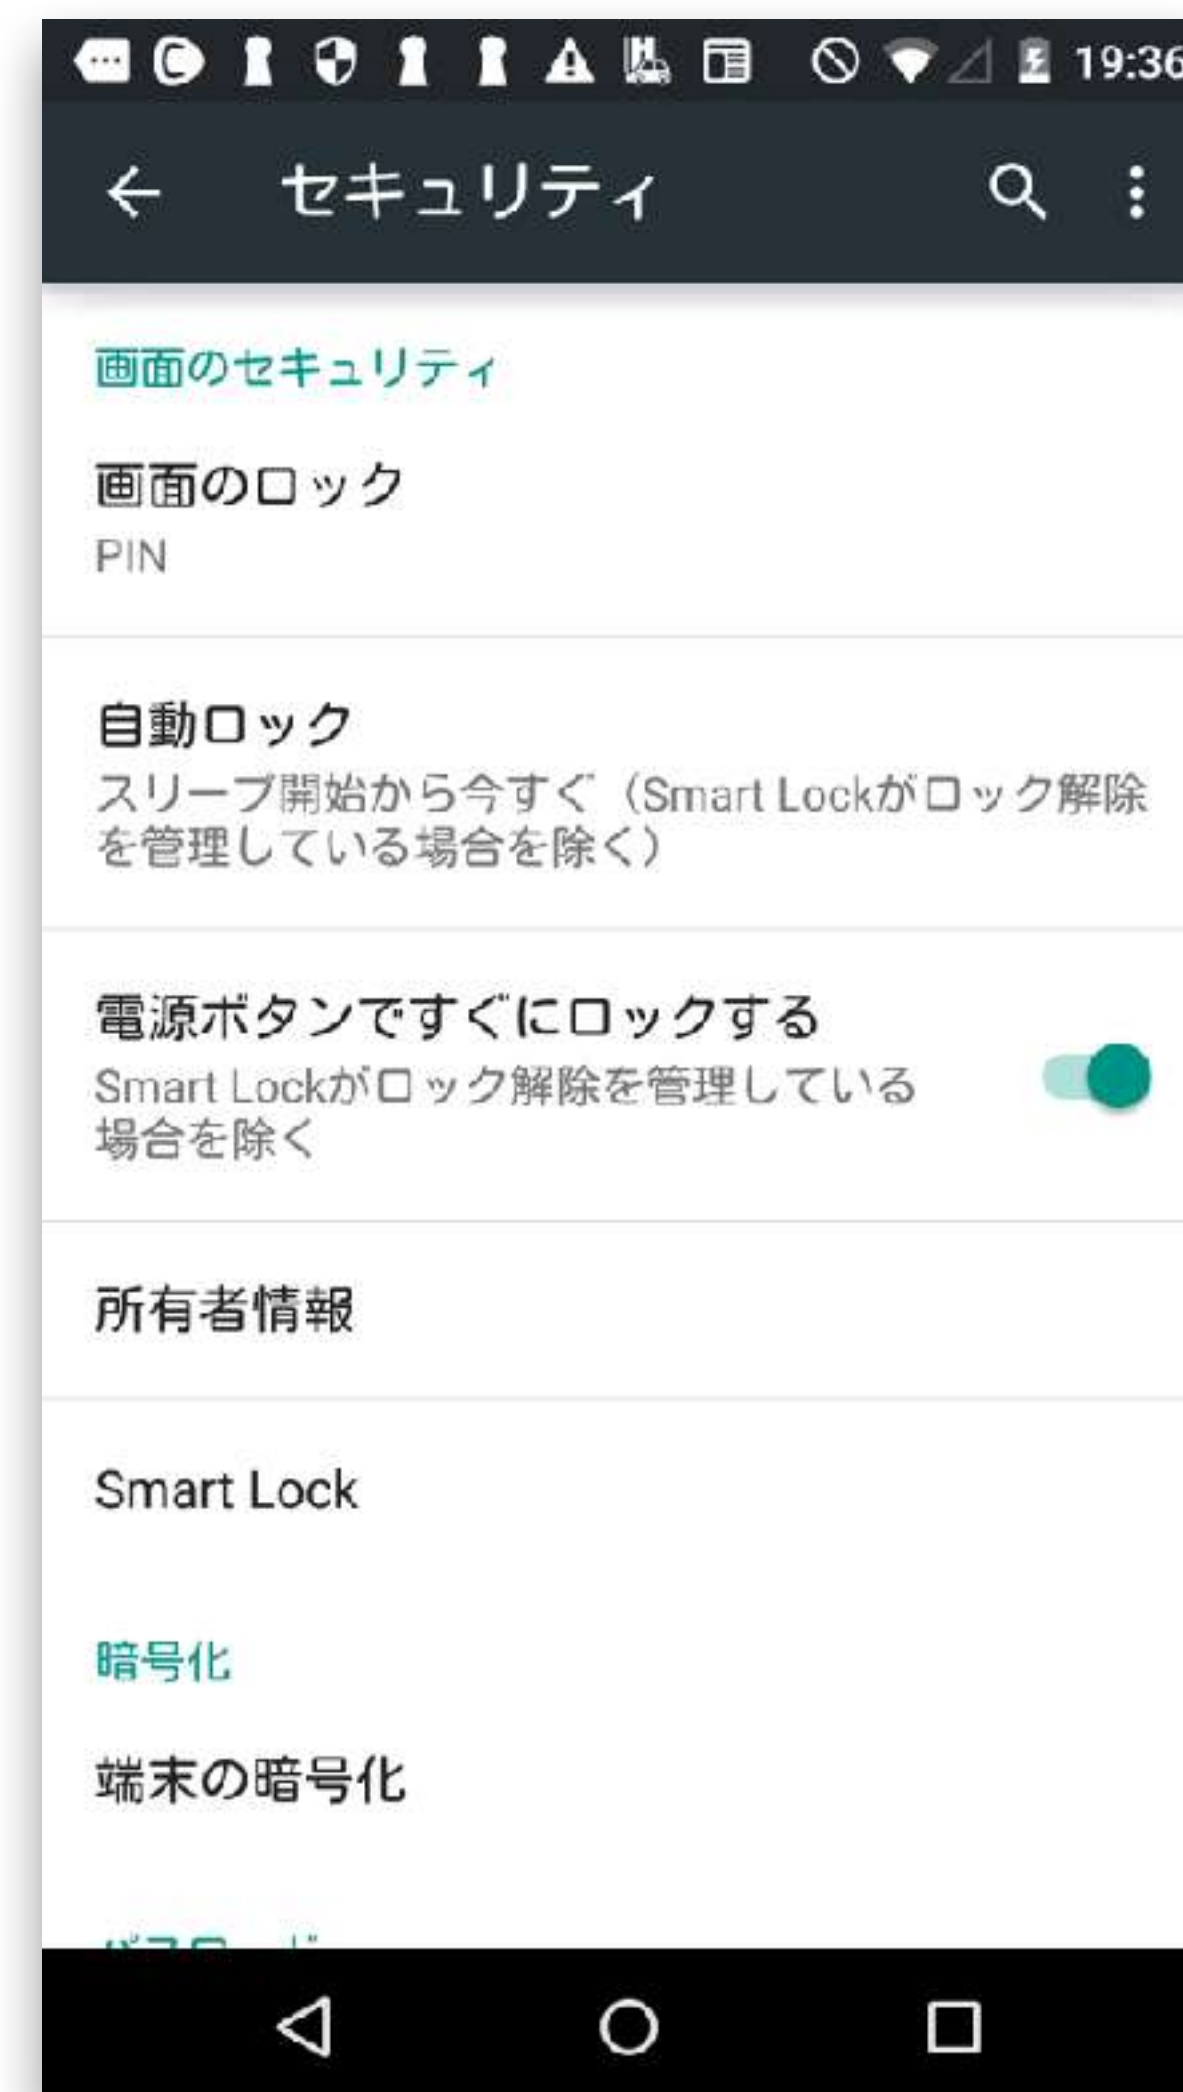 19:36
セキュリティ
画面のセキュリティ
画面のロック
PIN
自動ロック
スリープ開始から今すぐ（Smart Lockがロック解除
を管理している場合を除く）
電源ボタンですぐにロックする
Smart Lockがロック解除を管理している
場合を除く
所有者情報
Smart Lock
暗号化
端末の暗号化